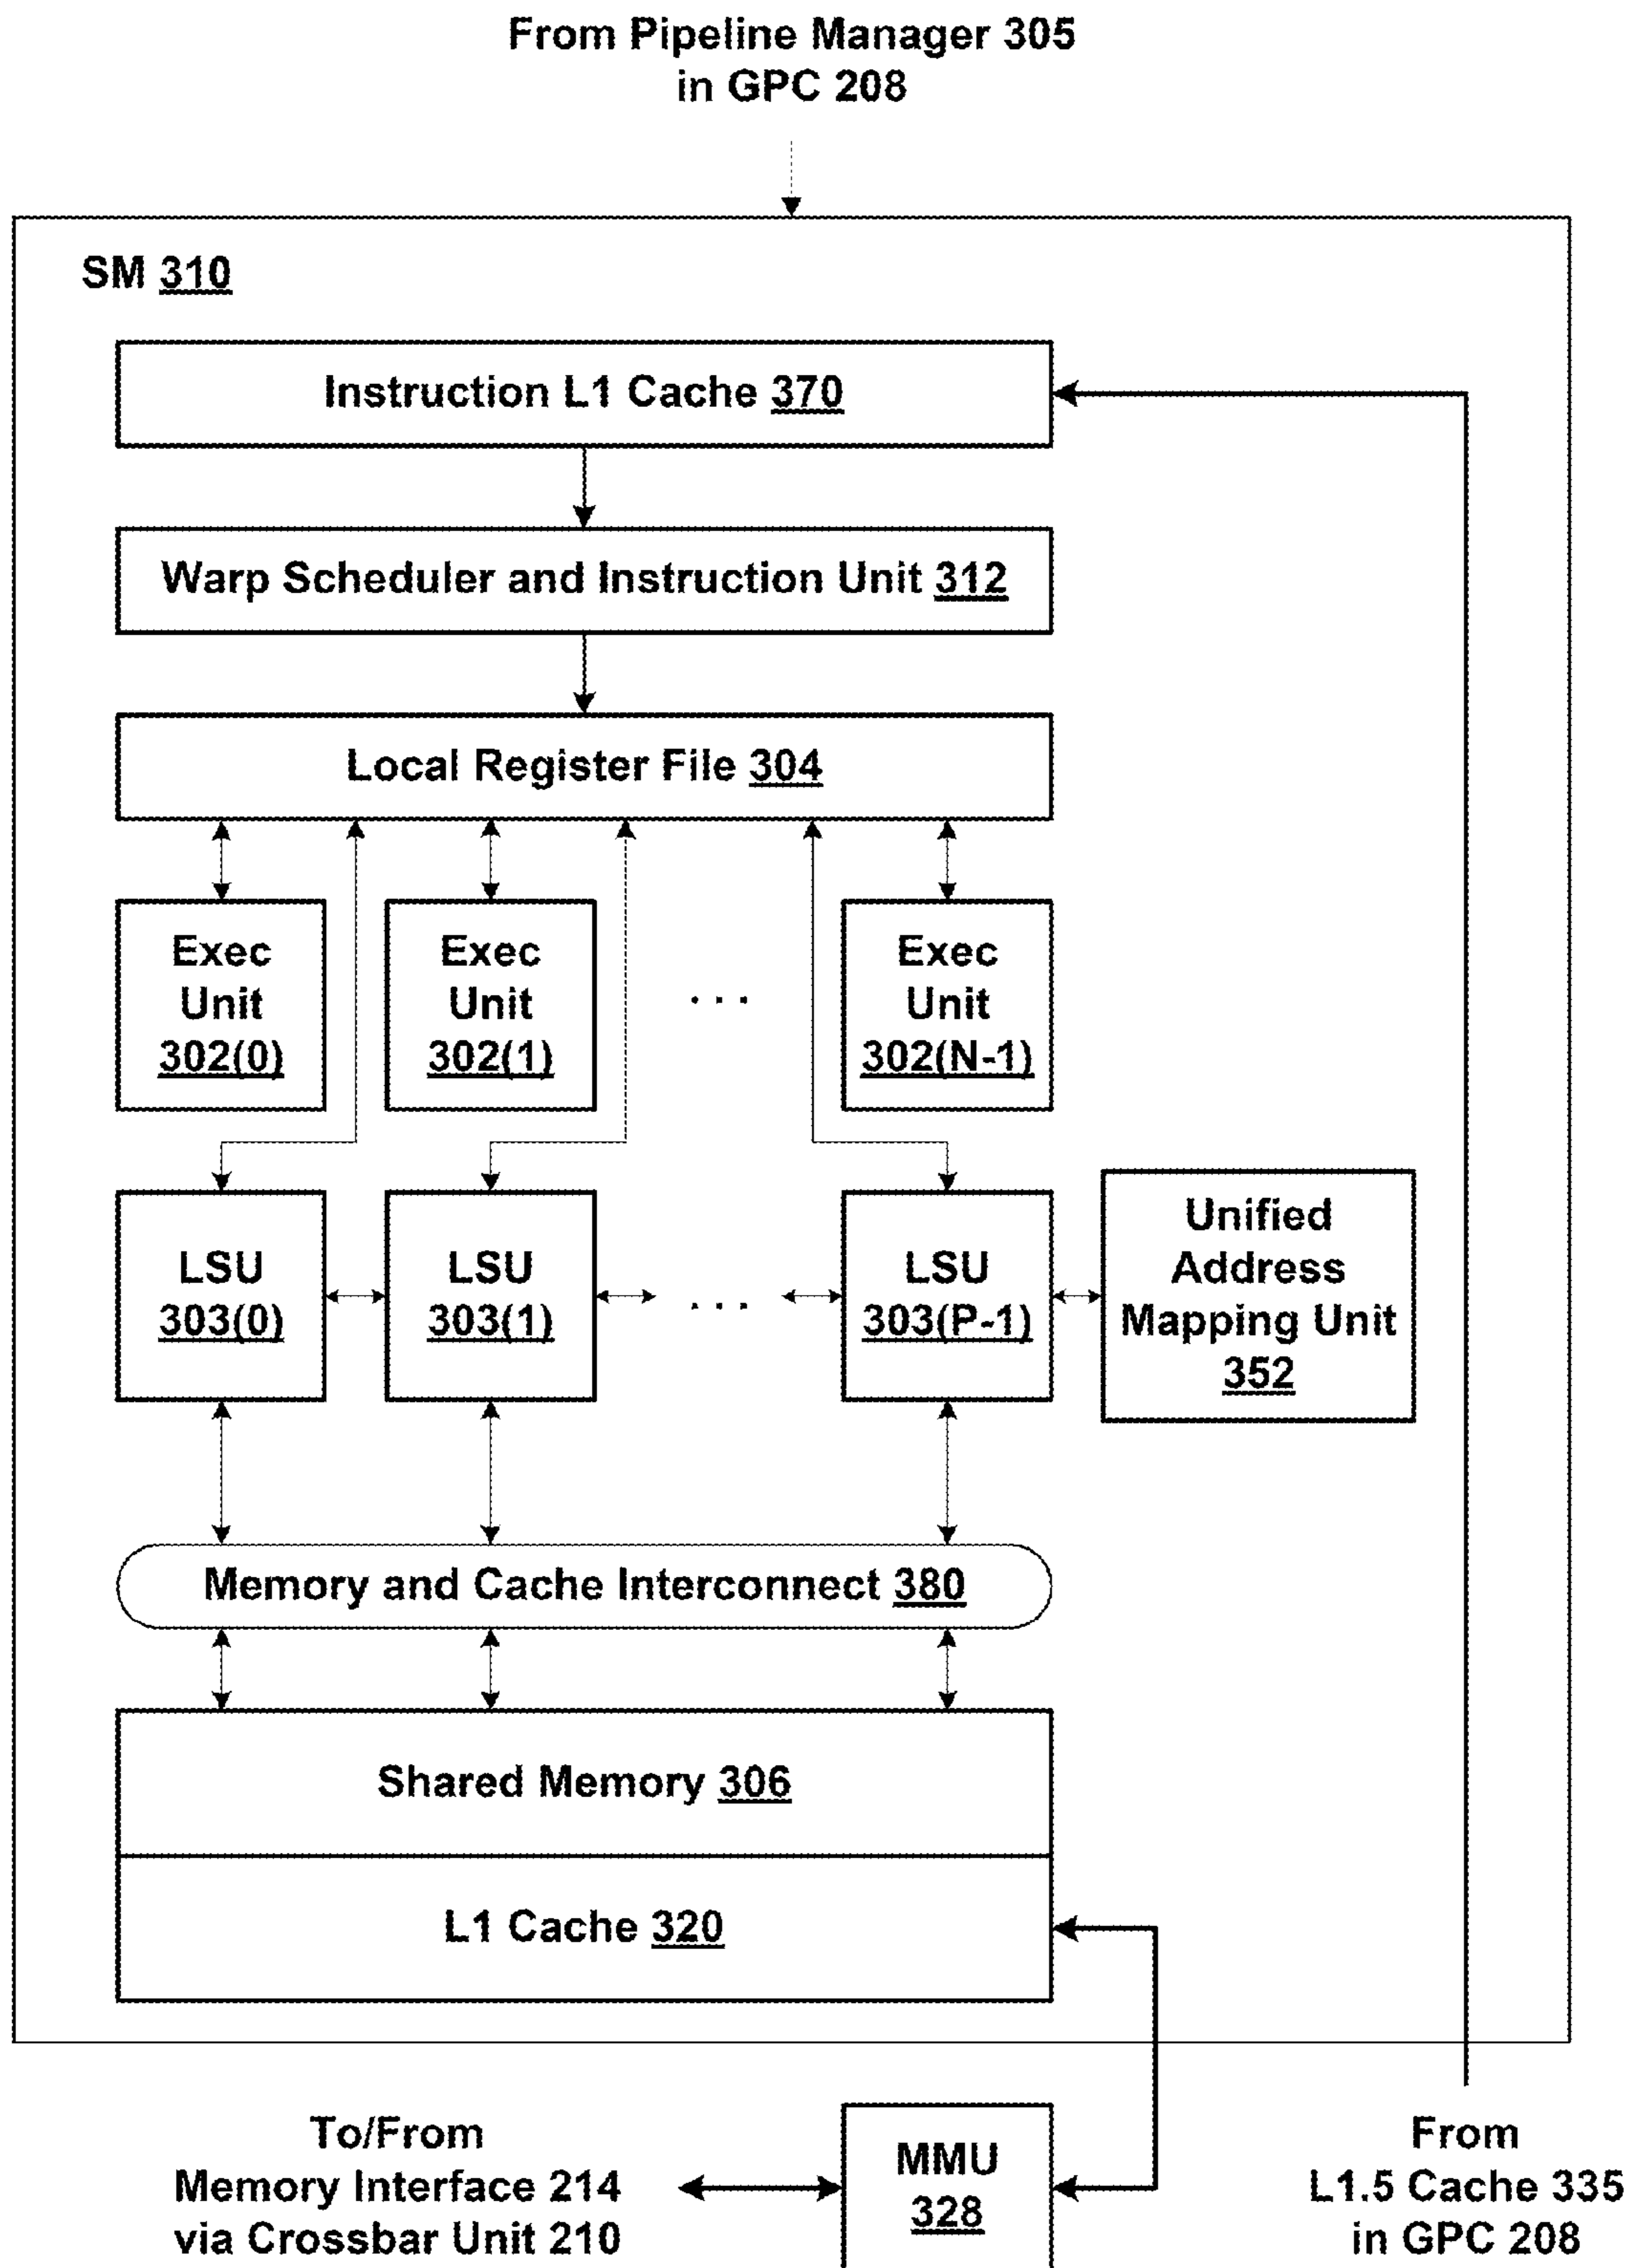 From Pipeline Manager 305
in GPC 208
SM 310
Instruction L1 Cache 370
Warp Scheduler and Instruction Unit 312
Local Register File 304
Exec
Unit
302(0)
Exec
Unit
302(1)
. . .
Exec
Unit
302(N-1)
LSU
303(0)
LSU
303(1)
. . .
LSU
303(P-1)
Unified
Address
Mapping Unit
352
Memory and Cache Interconnect 380
Shared Memory 306
L1 Cache 320
To/From
Memory Interface 214
via Crossbar Unit 210
MMU
328
From
L1.5 Cache 335
in GPC 208